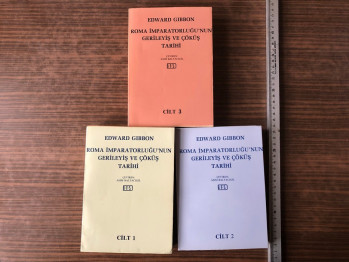 EDWARD GIBBON
ROMA İMPARATORLUĞU'NUN
GERİLEYİŞ VE ÇÖKÜŞ
TARİHİ
CİLT 3
EDWARD GIBBON
ROMA İMPARATORLUĞU'NUN
GERİLEYİŞ VE ÇÖKÜŞ
TARİHİ
CİLT 1
EDWARD GIBBON
ROMA İMPARATORLUĞU'NUN
GERİLEYİŞ VE ÇÖKÜŞ
TARİHİ
CİLT 2